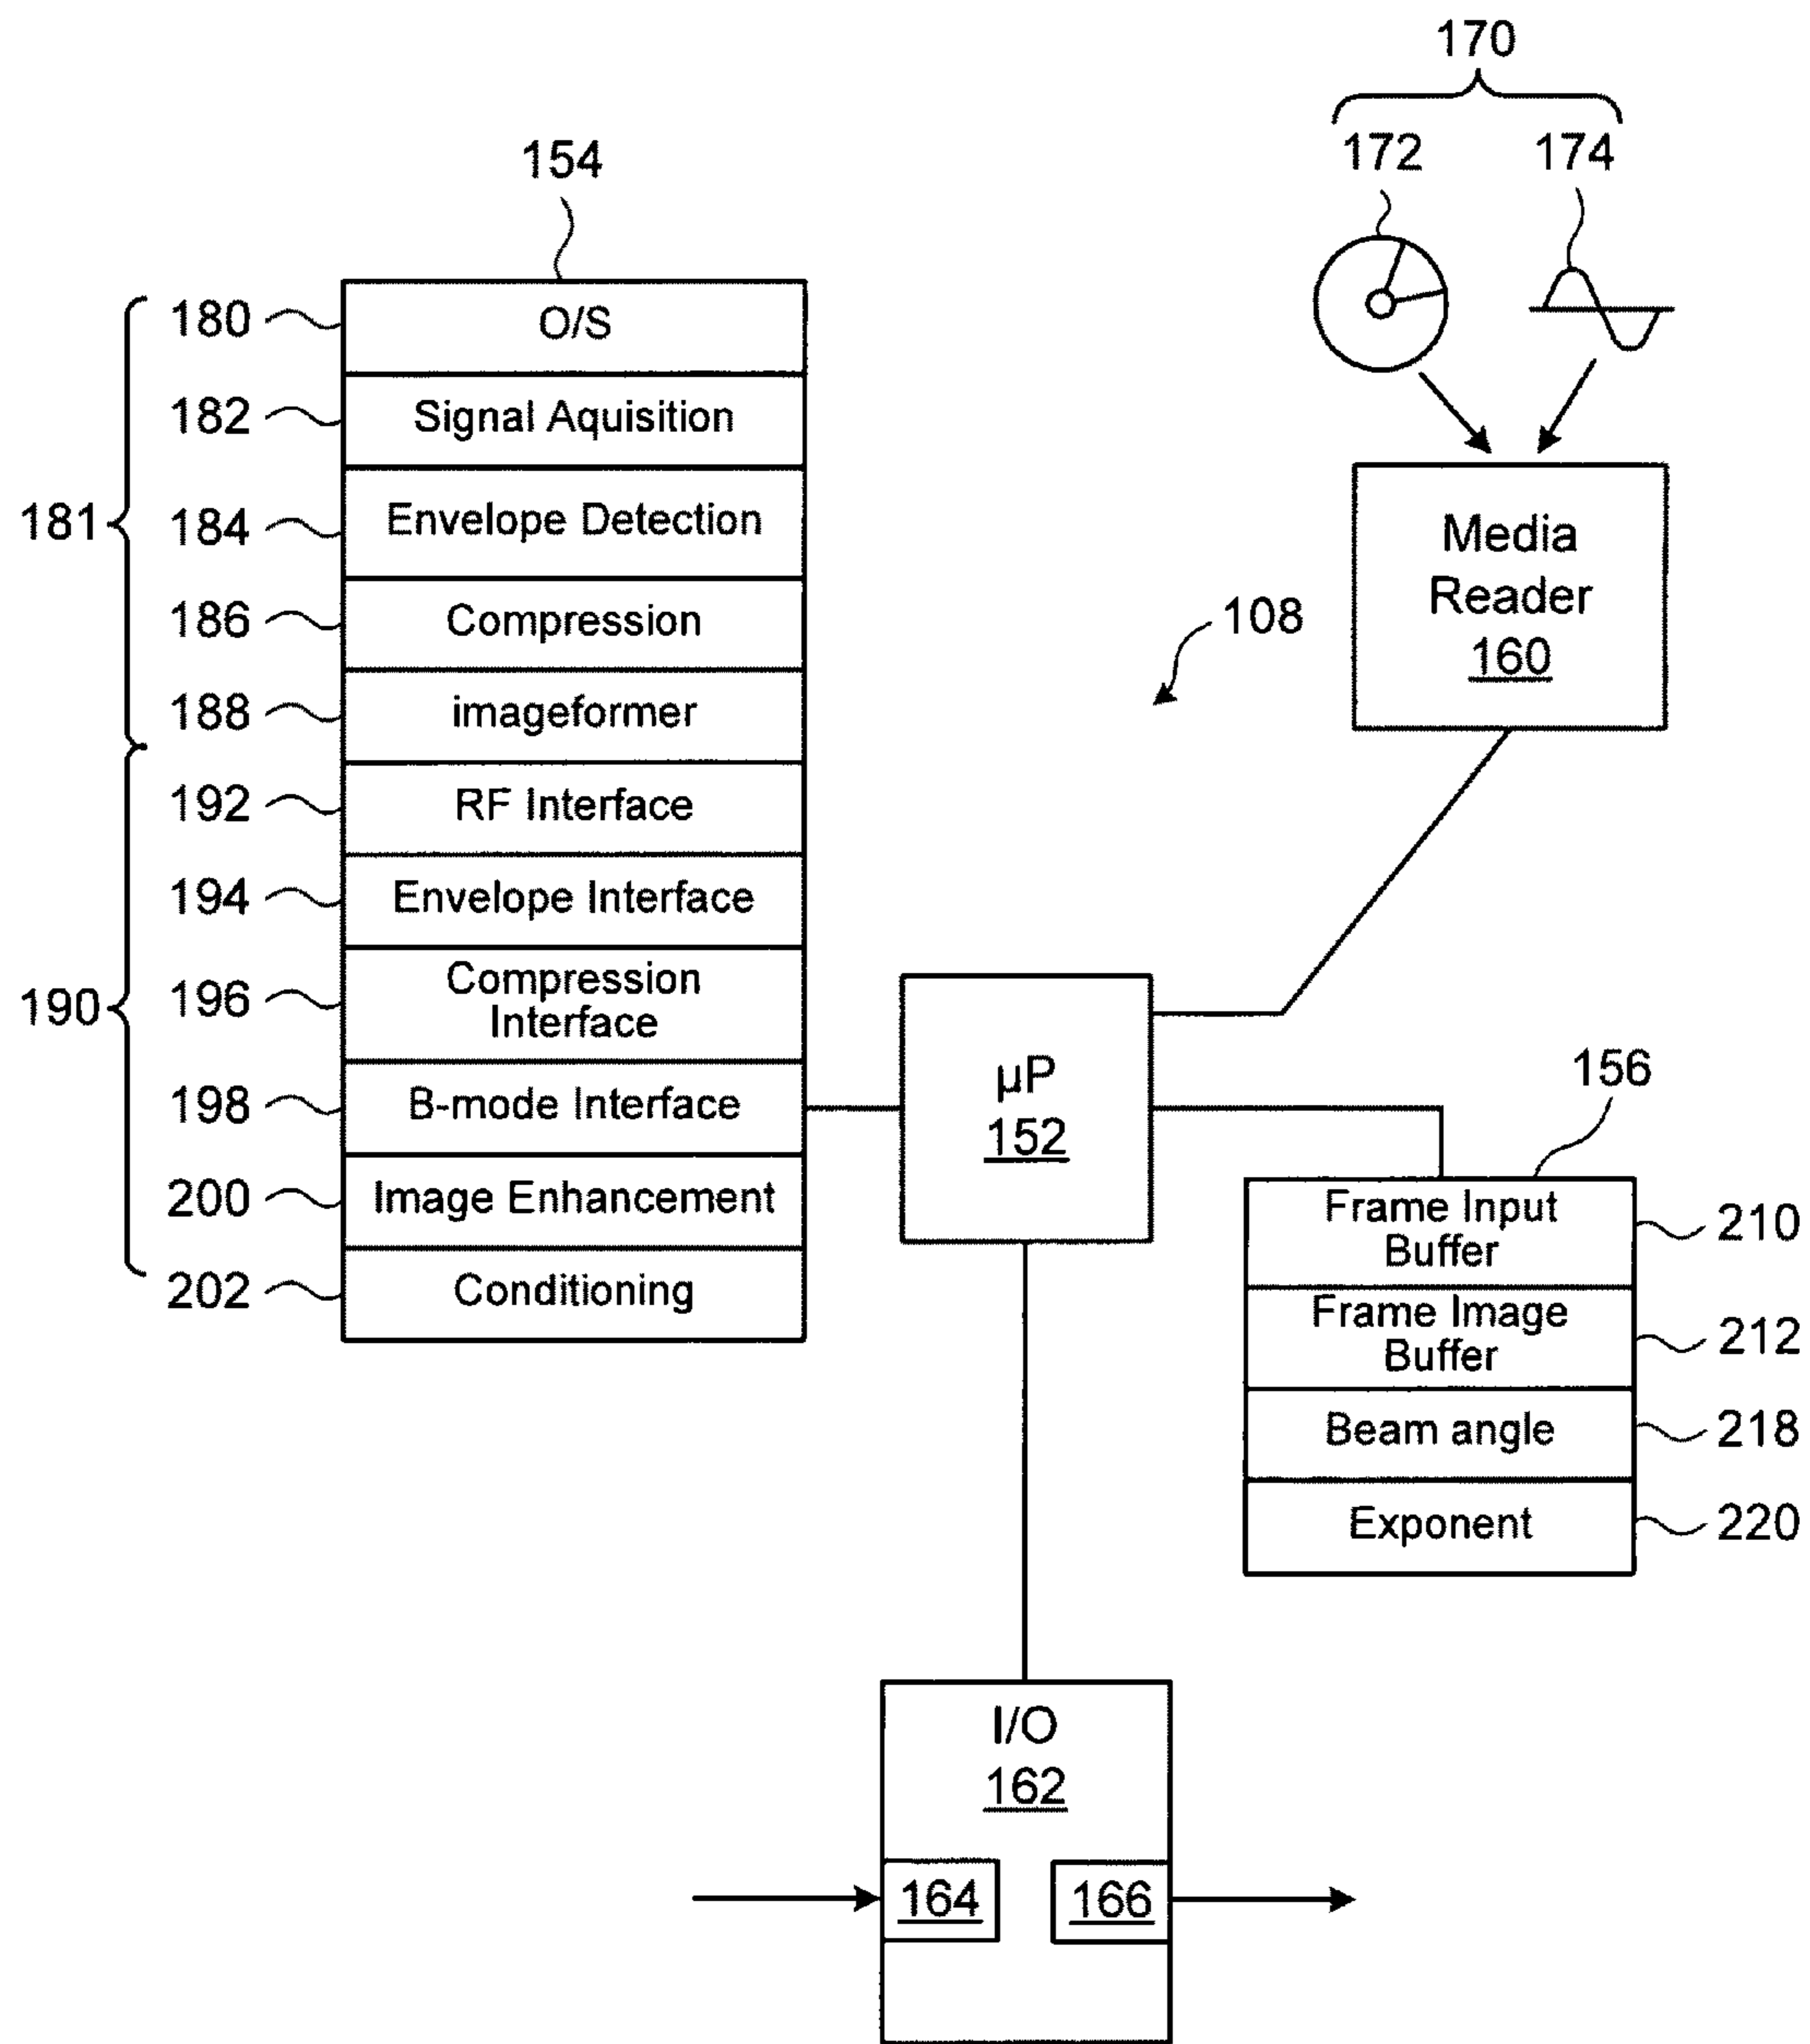 170
172 174
154
180 O/S
182 Signal Aquisition
181
184 Envelope Detection
186 Compression
188 imageformer
192 RF Interface
194 Envelope Interface
190
196 Compression
Interface
198 B-mode Interface
200 Image Enhancement
202 Conditioning
Media
Reader
160
108
µP
152
156
Frame Input
Buffer
210
Frame Image
Buffer
212
Beam angle 218
Exponent 220
I/O
162
164 166